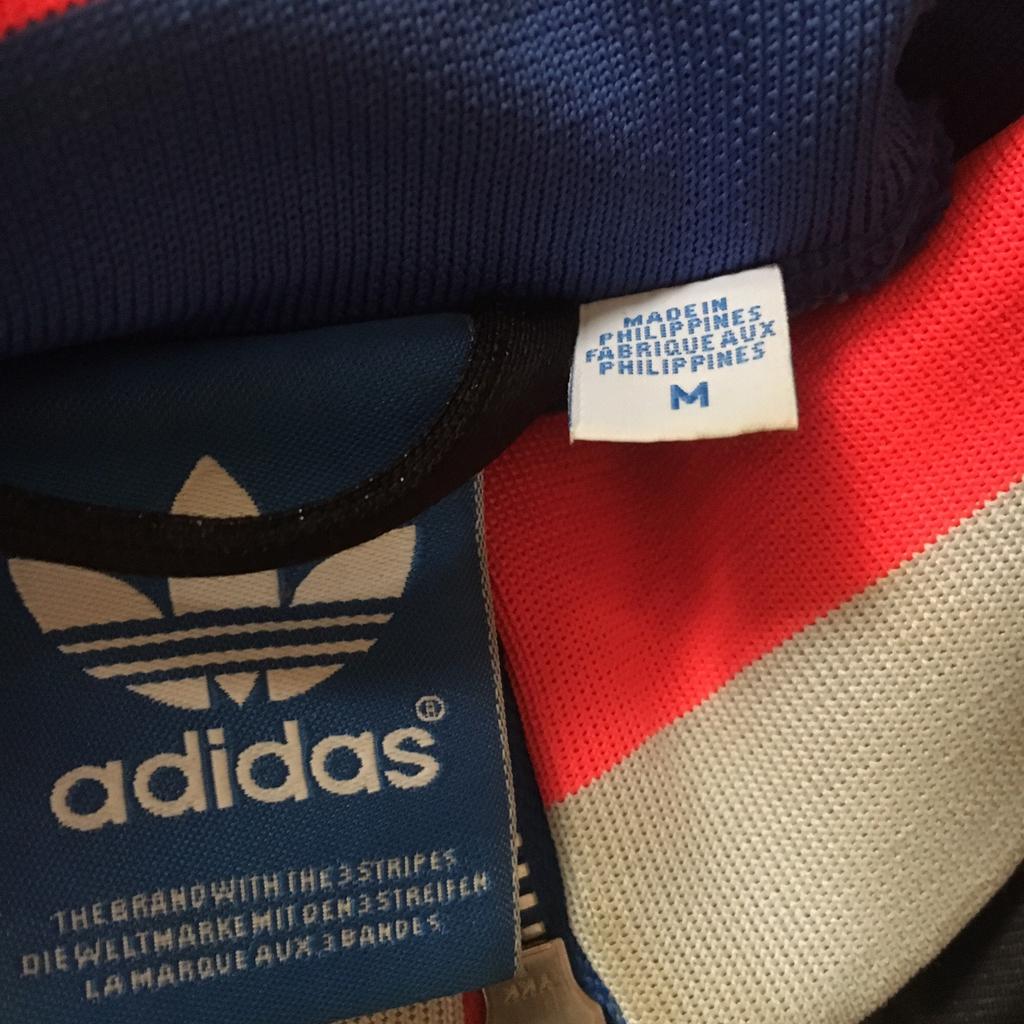 MADE IN
PHILIPPINES
FABRIQUE AUX
PHILIPPINES
M
adidas®
THE BRAND WITH THE 3 STRIPES
DIE WELTMARKE MIT DEN 3 STREIFEN
LA MARQUE AUX 3 BANDES